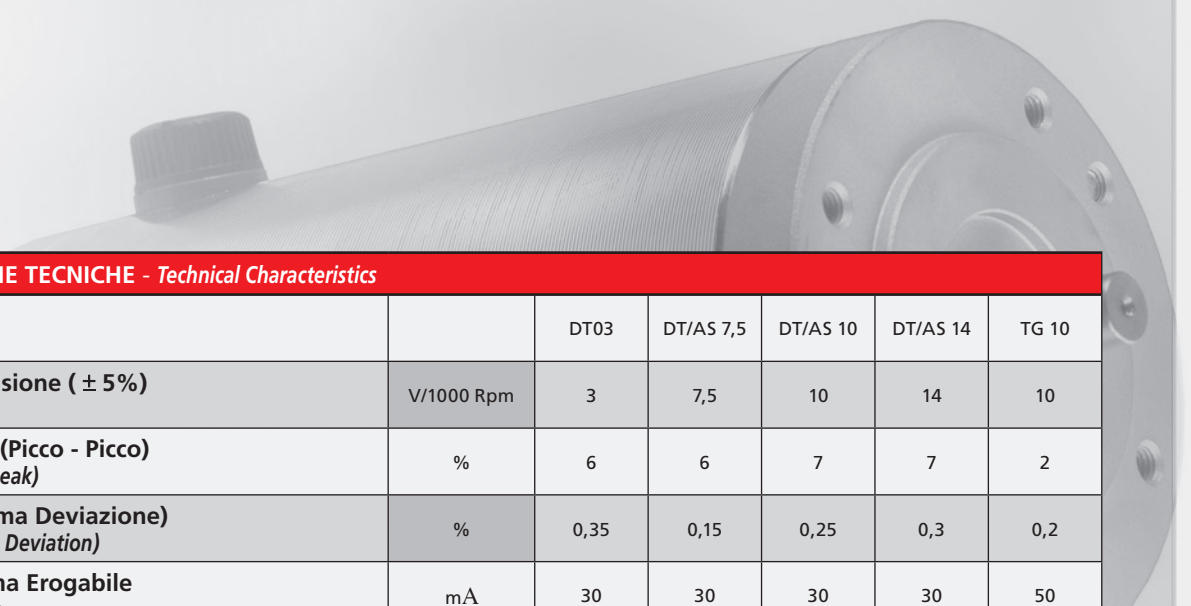 IE TECNICHE - Technical Characteristics
DT03 DT/AS 7,5 DT/AS 10 DT/AS 14 TG 10
sione ( ± 5%)
V/1000 Rpm 3 7,5 10 14 10
(Picco - Picco)
eak)
% 6 6 7 7 2
ma Deviazione)
Deviation)
% 0,35 0,15 0,25 0,3 0,2
na Erogabile
mA 30 30 30 30 50